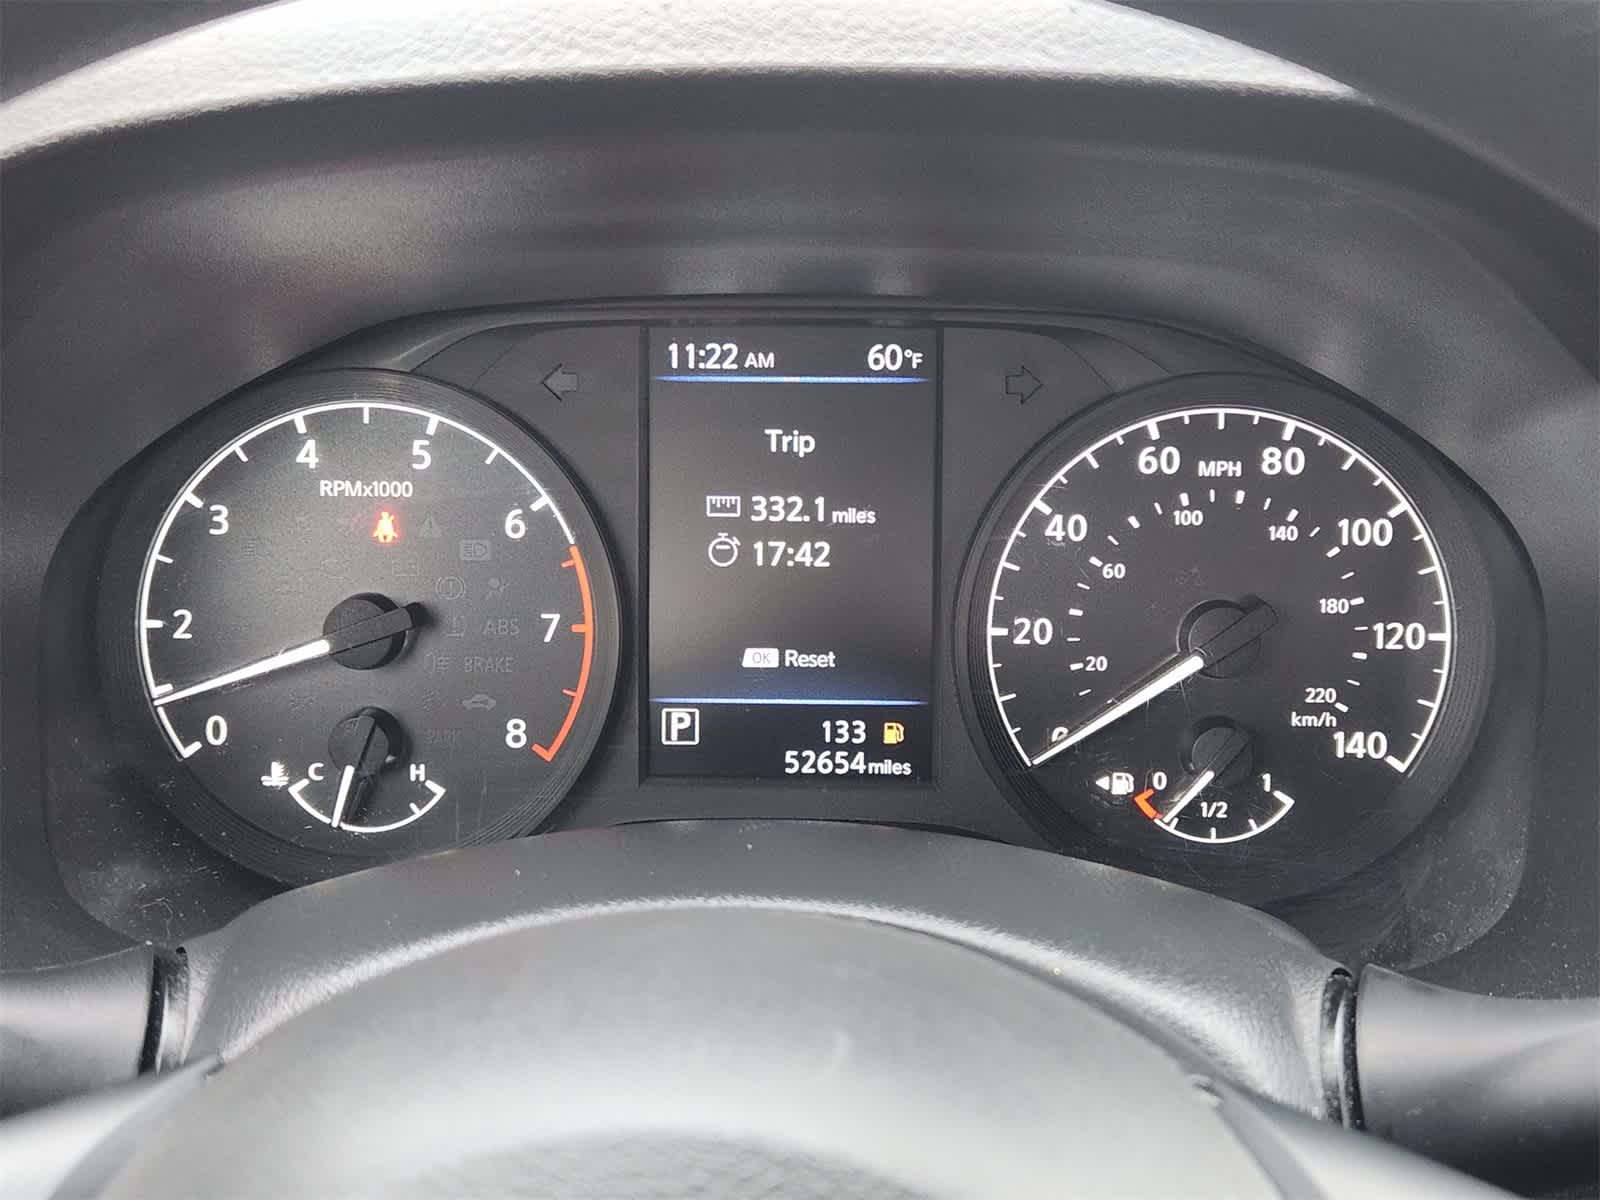 11:22 AM 60°F
Trip
332.1 miles
17:42
OK Reset
P
133
52654 miles
0 2 3 4 5 6 7 8
RPMx1000
ABS
BRAKE
PARK
C H
0 20 40 60 80 100 120 140
MPH
20 60 100 140 180 220
km/h
0 1/2 1